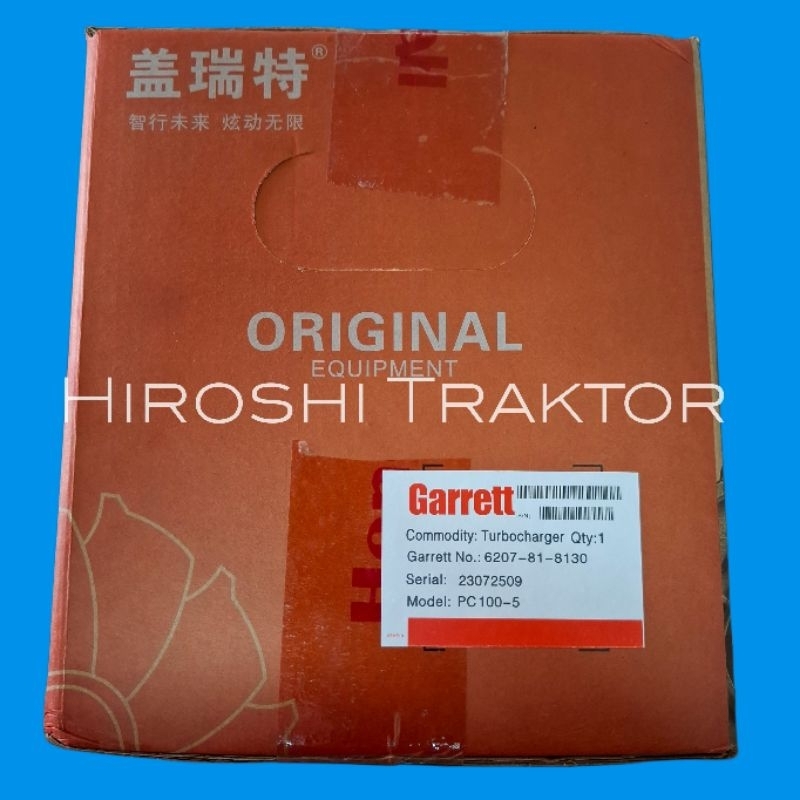 盖瑞特®
智行未来 炫动无限
ORIGINAL
EQUIPMENT
HIROSHI TRAKTOR
Garrett
Commodity: Turbocharger Qty:1
Garrett No.: 6207-81-8130
Serial: 23072509
Model: PC100-5